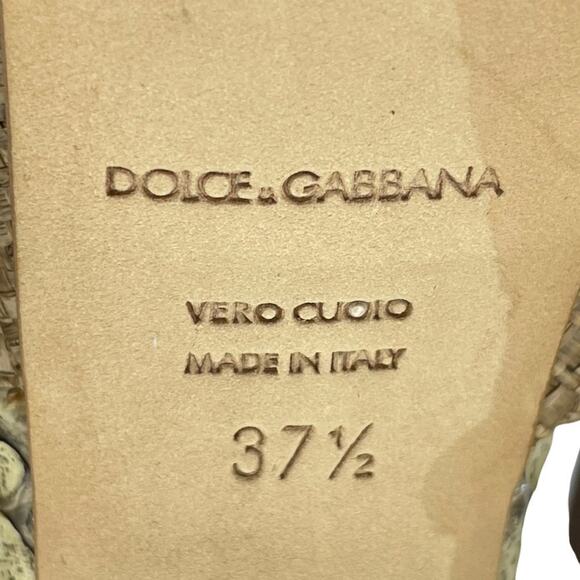 DOLCE & GABBANA
VERO CUOIO
MADE IN ITALY
37½